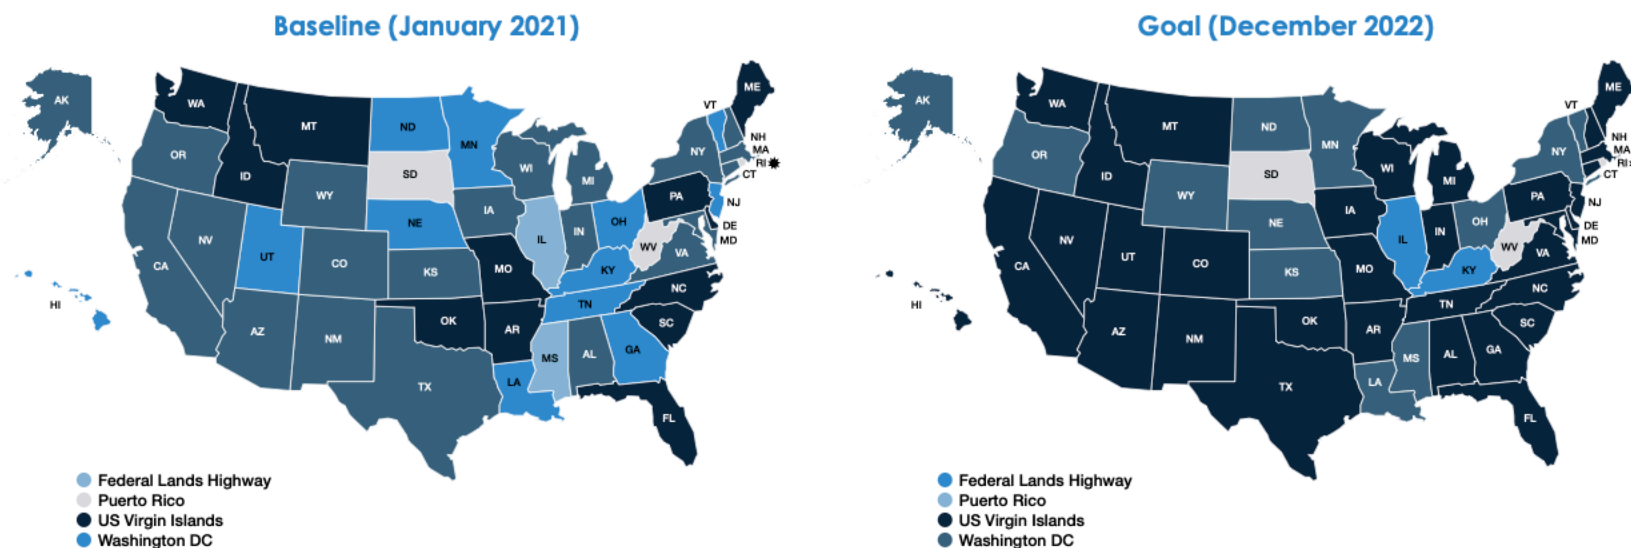 Baseline (January 2021)
AK
WA
MT
ND
MN
OR
ID
WY
SD
WI
MI
NY
VT
ME
NH
MA
RI
CT
NV
UT
CO
NE
IA
IL
IN
OH
PA
NJ
DE
MD
WV
VA
CA
KS
MO
KY
NC
TN
SC
AZ
NM
OK
AR
MS
AL
GA
HI
TX
LA
FL
Federal Lands Highway
Puerto Rico
US Virgin Islands
Washington DC
Goal (December 2022)
AK
WA
MT
ND
MN
OR
ID
WY
SD
WI
MI
NY
VT
ME
NH
MA
RI
CT
NV
UT
CO
NE
IA
IL
IN
OH
PA
NJ
DE
MD
WV
VA
CA
KS
MO
KY
NC
TN
SC
AZ
NM
OK
AR
MS
AL
GA
HI
TX
LA
FL
Federal Lands Highway
Puerto Rico
US Virgin Islands
Washington DC